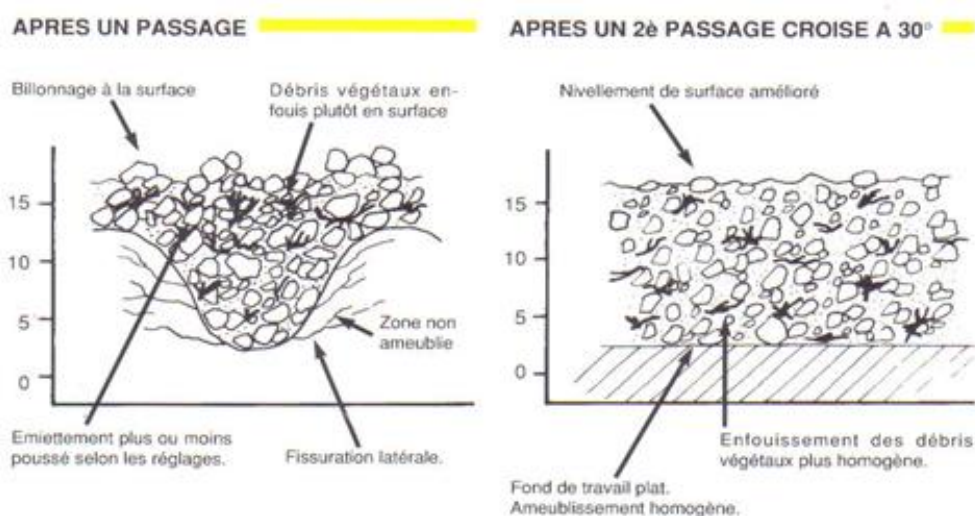 APRES UN PASSAGE
Billonnage à la surface
Débris végétaux en-
fouis plutôt en surface
15
10
5
0
Zone non
ameublie
Emiettement plus ou moins
poussé selon les réglages.
Fissuration latérale.
APRES UN 2è PASSAGE CROISE A 30°
Nivellement de surface amélioré
15
10
5
0
Enfouissement des débris
végétaux plus homogène.
Fond de travail plat.
Ameublissement homogène.